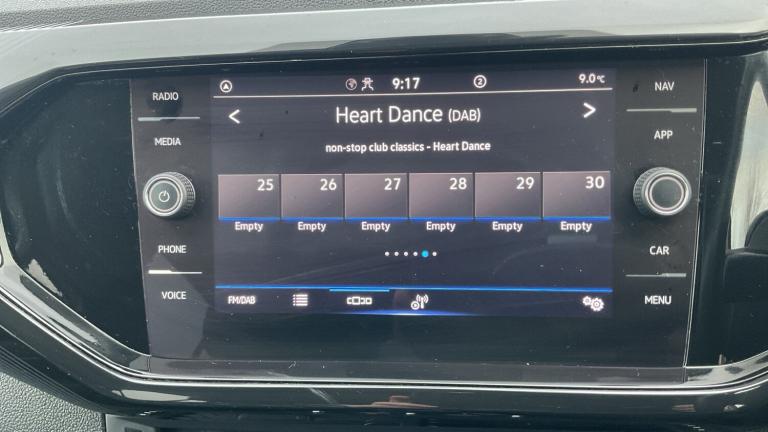 RADIO
MEDIA
PHONE
VOICE
9:17
2
9.0°C
< Heart Dance (DAB) >
non-stop club classics - Heart Dance
25 26 27 28 29 30
Empty Empty Empty Empty Empty Empty
FM/DAB
NAV
APP
CAR
MENU